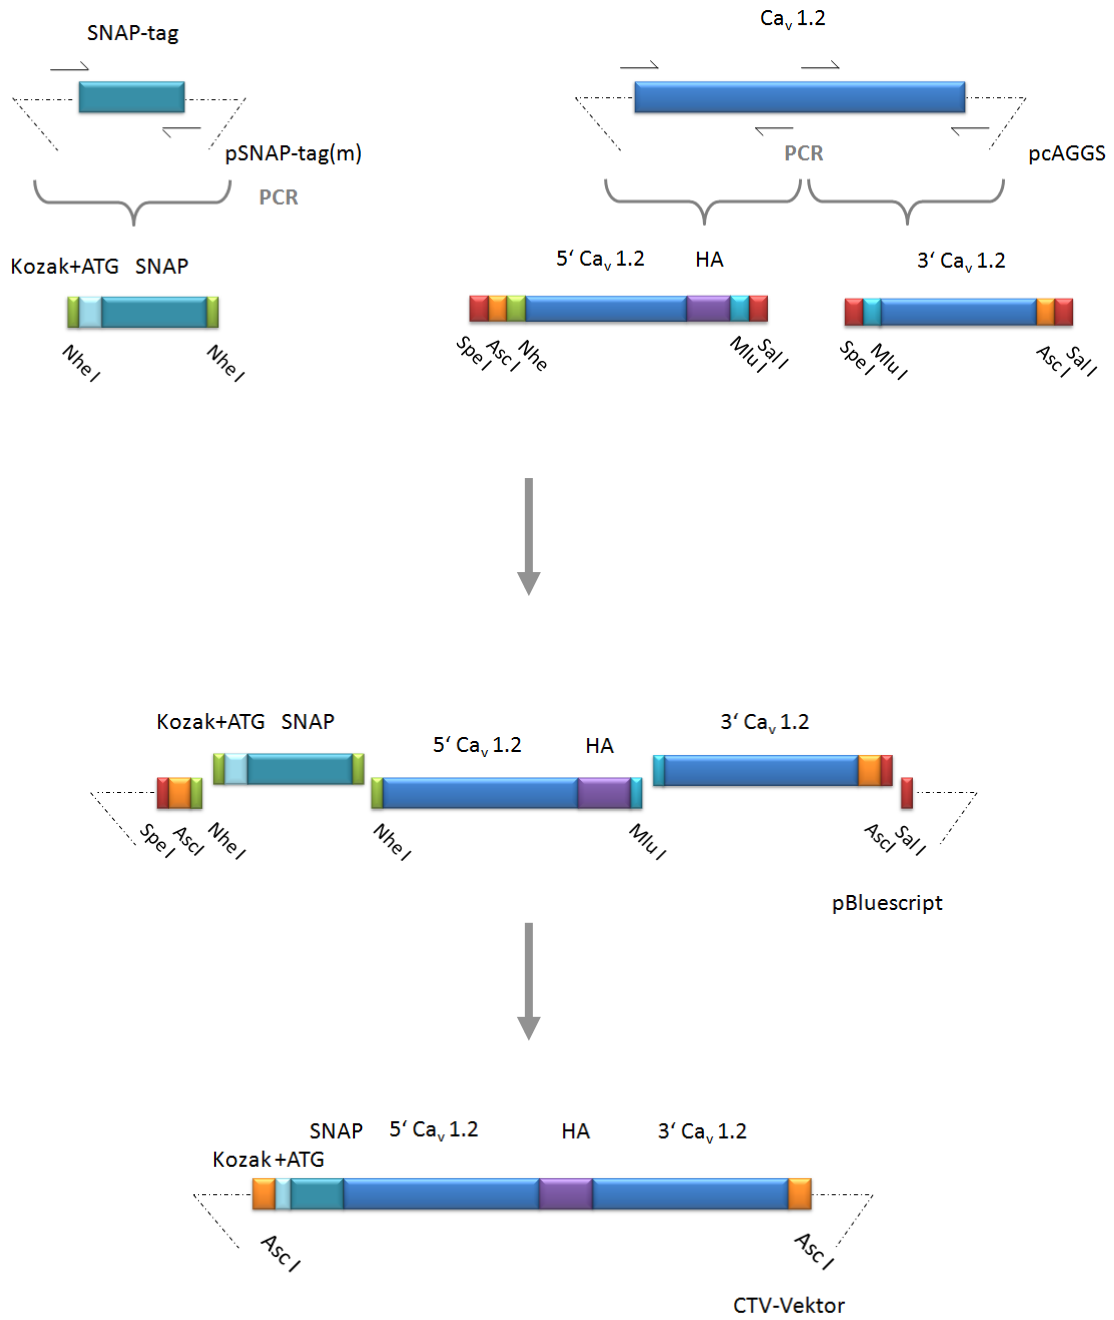 SNAP-tag
Caᵥ 1.2
pSNAP-tag(m)
PCR
pcAGGS
PCR
Kozak+ATG SNAP
5‘ Caᵥ 1.2 HA
3‘ Caᵥ 1.2
Nhe I Nhe I
Spe I Asc I Nhe Mlu I Sal I
Spe I Mlu I Asc I Sal I
Kozak+ATG SNAP
5‘ Caᵥ 1.2 HA
3‘ Caᵥ 1.2
Spe I AscI Nhe I Nhe I Mlu I AscI Sal I
pBluescript
SNAP 5‘ Caᵥ 1.2 HA 3‘ Caᵥ 1.2
Kozak +ATG
Asc I Asc I
CTV-Vektor